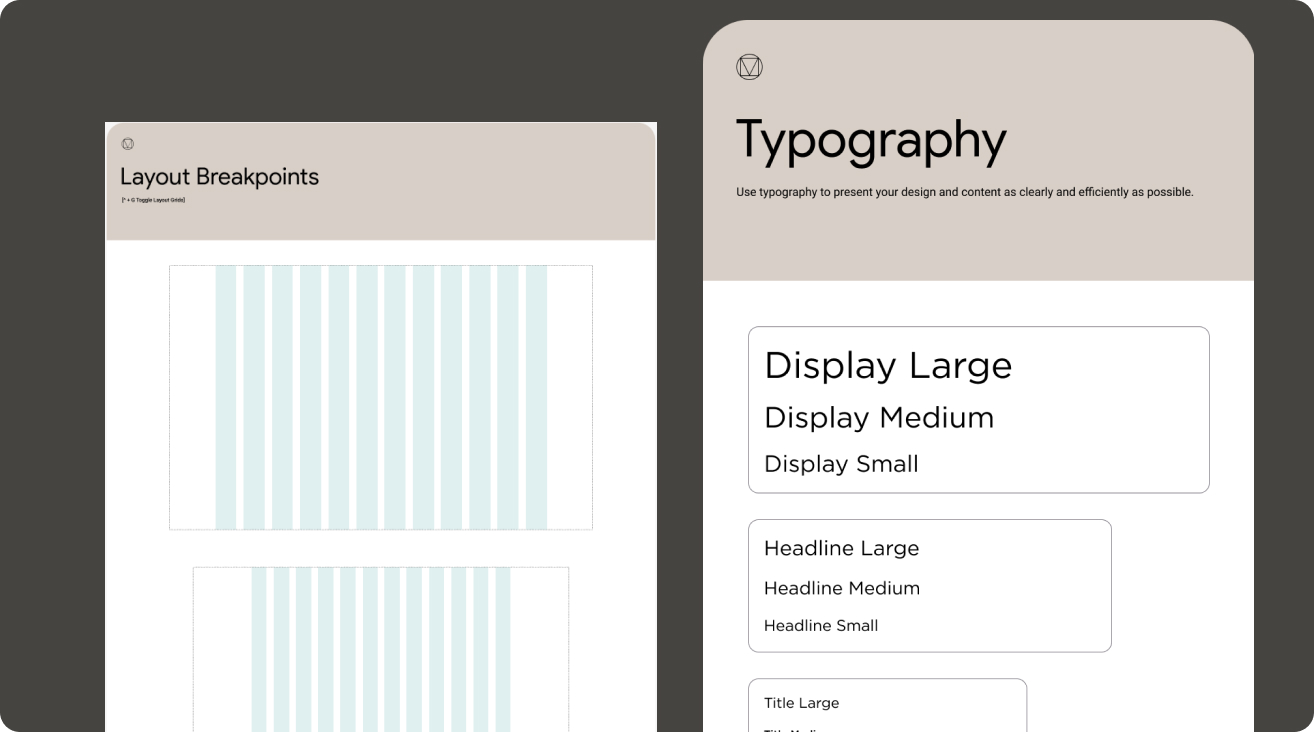 Layout Breakpoints
[^ + G Toggle Layout Grids]
Typography
Use typography to present your design and content as clearly and efficiently as possible.
Display Large
Display Medium
Display Small
Headline Large
Headline Medium
Headline Small
Title Large